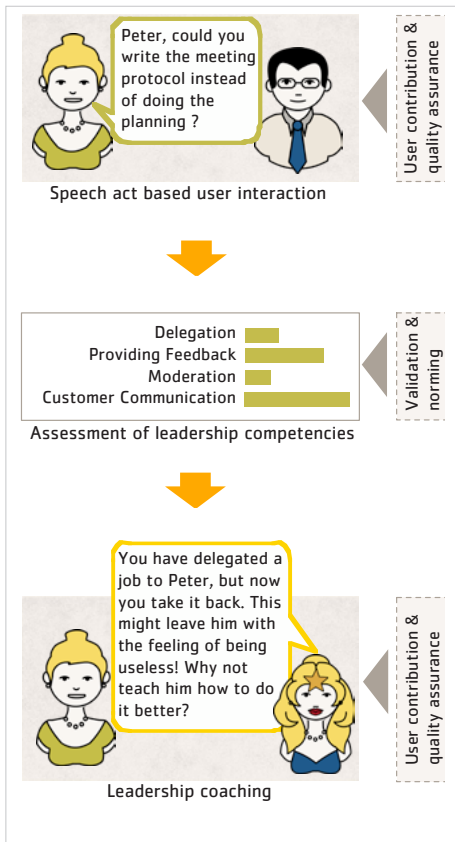 Peter, could you
write the meeting
protocol instead
of doing the
planning ?
User contribution &
quality assurance
Speech act based user interaction
Delegation
Providing Feedback
Moderation
Customer Communication
Validation &
norming
Assessment of leadership competencies
You have delegated a
job to Peter, but now
you take it back. This
might leave him with
the feeling of being
useless! Why not
teach him how to do
it better?
User contribution &
quality assurance
Leadership coaching